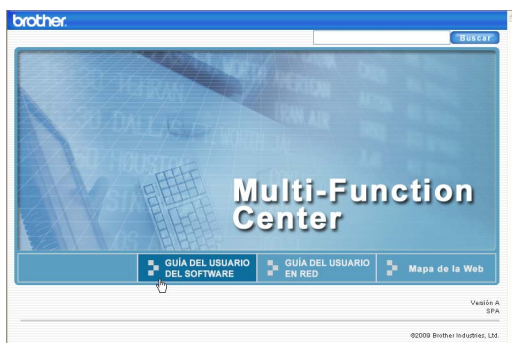 brother.
Buscar
Multi-Function
Center
GUÍA DEL USUARIO
DEL SOFTWARE
GUÍA DEL USUARIO
EN RED
Mapa de la Web
Versión A
SPA
©2009 Brother Industries, Ltd.